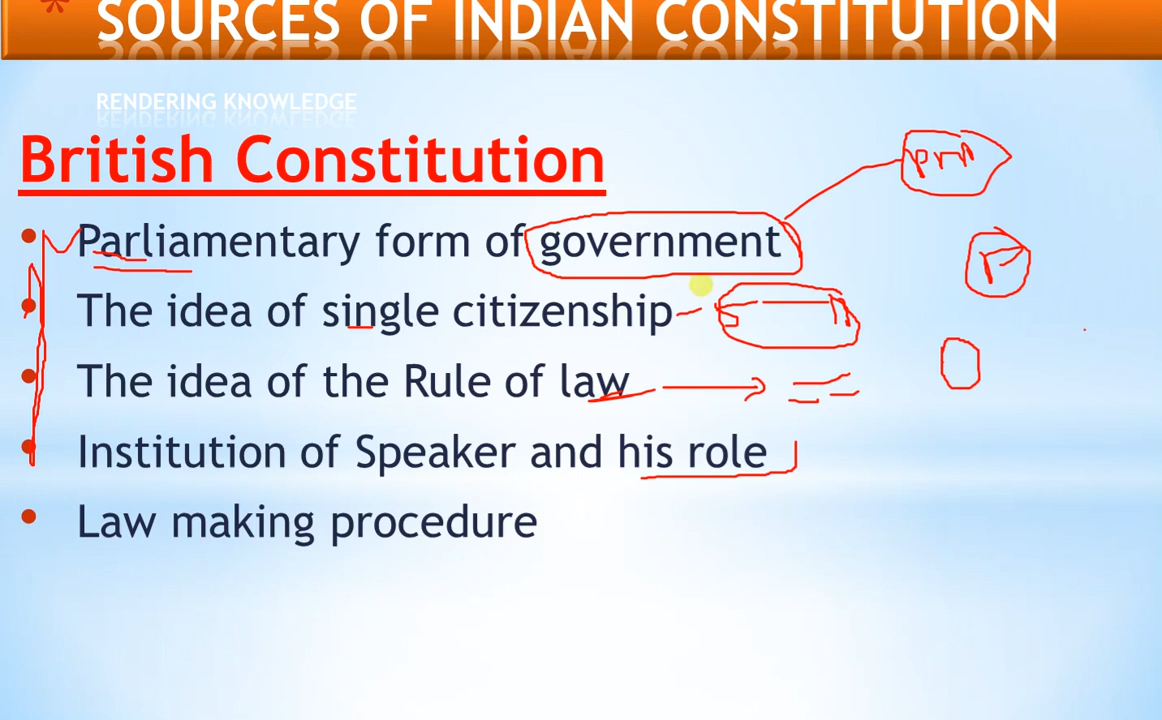 * SOURCES OF INDIAN CONSTITUTION
RENDERING KNOWLEDGE
British Constitution
• Parliamentary form of government
• The idea of single citizenship
• The idea of the Rule of law
• Institution of Speaker and his role
• Law making procedure